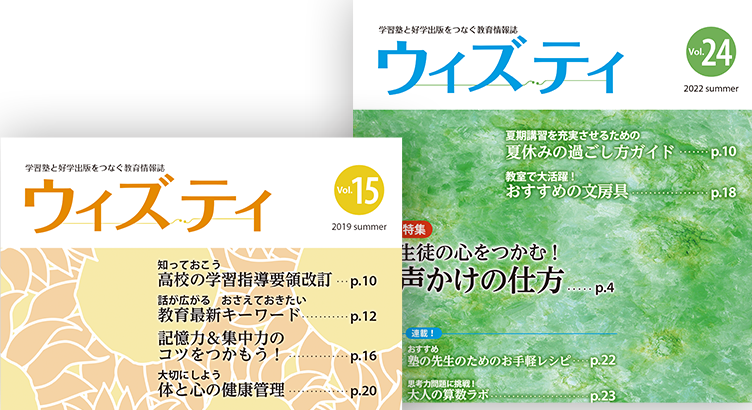 学習塾と好学出版をつなぐ教育情報誌
ウィズティ
Vol.24
2022 summer
夏期講習を充実させるための
夏休みの過ごし方ガイド……p.10
教室で大活躍！
おすすめの文房具……p.18
特集
生徒の心をつかむ！
声かけの仕方……p.4
連載！
おすすめ
塾の先生のためのお手軽レシピ……p.22
思考力問題に挑戦！
大人の算数ラボ……p.23
学習塾と好学出版をつなぐ教育情報誌
ウィズティ
Vol.15
2019 summer
知っておこう
高校の学習指導要領改訂…p.10
話が広がる おさえておきたい
教育最新キーワード……p.12
記憶力＆集中力の
コツをつかもう！……p.16
大切にしよう
体と心の健康管理……p.20